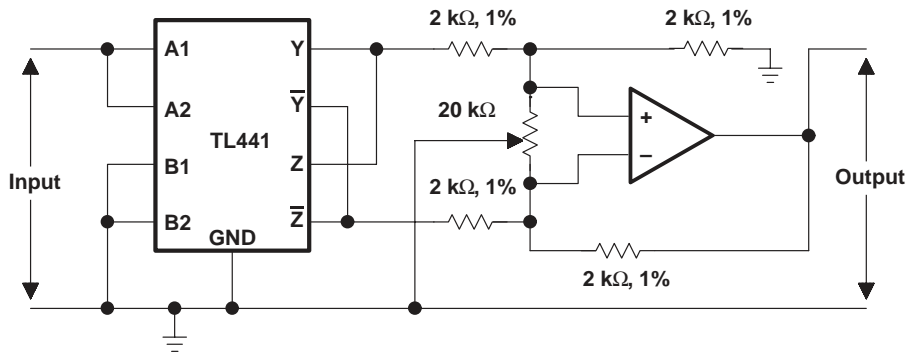 2 kΩ, 1%
2 kΩ, 1%
A1
Y
A2
Y̅
20 kΩ
+
TL441
B1
Z
−
Input
Output
2 kΩ, 1%
B2
Z̅
GND
2 kΩ, 1%